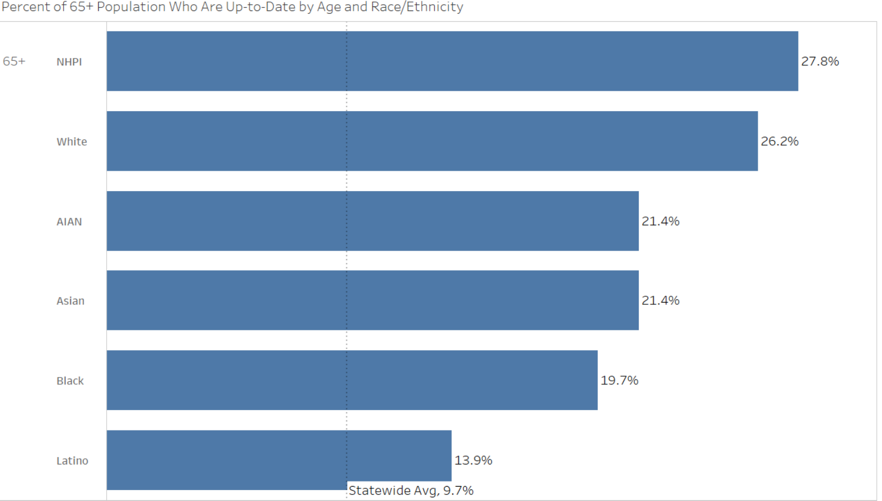 Percent of 65+ Population Who Are Up-to-Date by Age and Race/Ethnicity
65+ NHPI 27.8%
White 26.2%
AIAN 21.4%
Asian 21.4%
Black 19.7%
Latino 13.9%
Statewide Avg, 9.7%